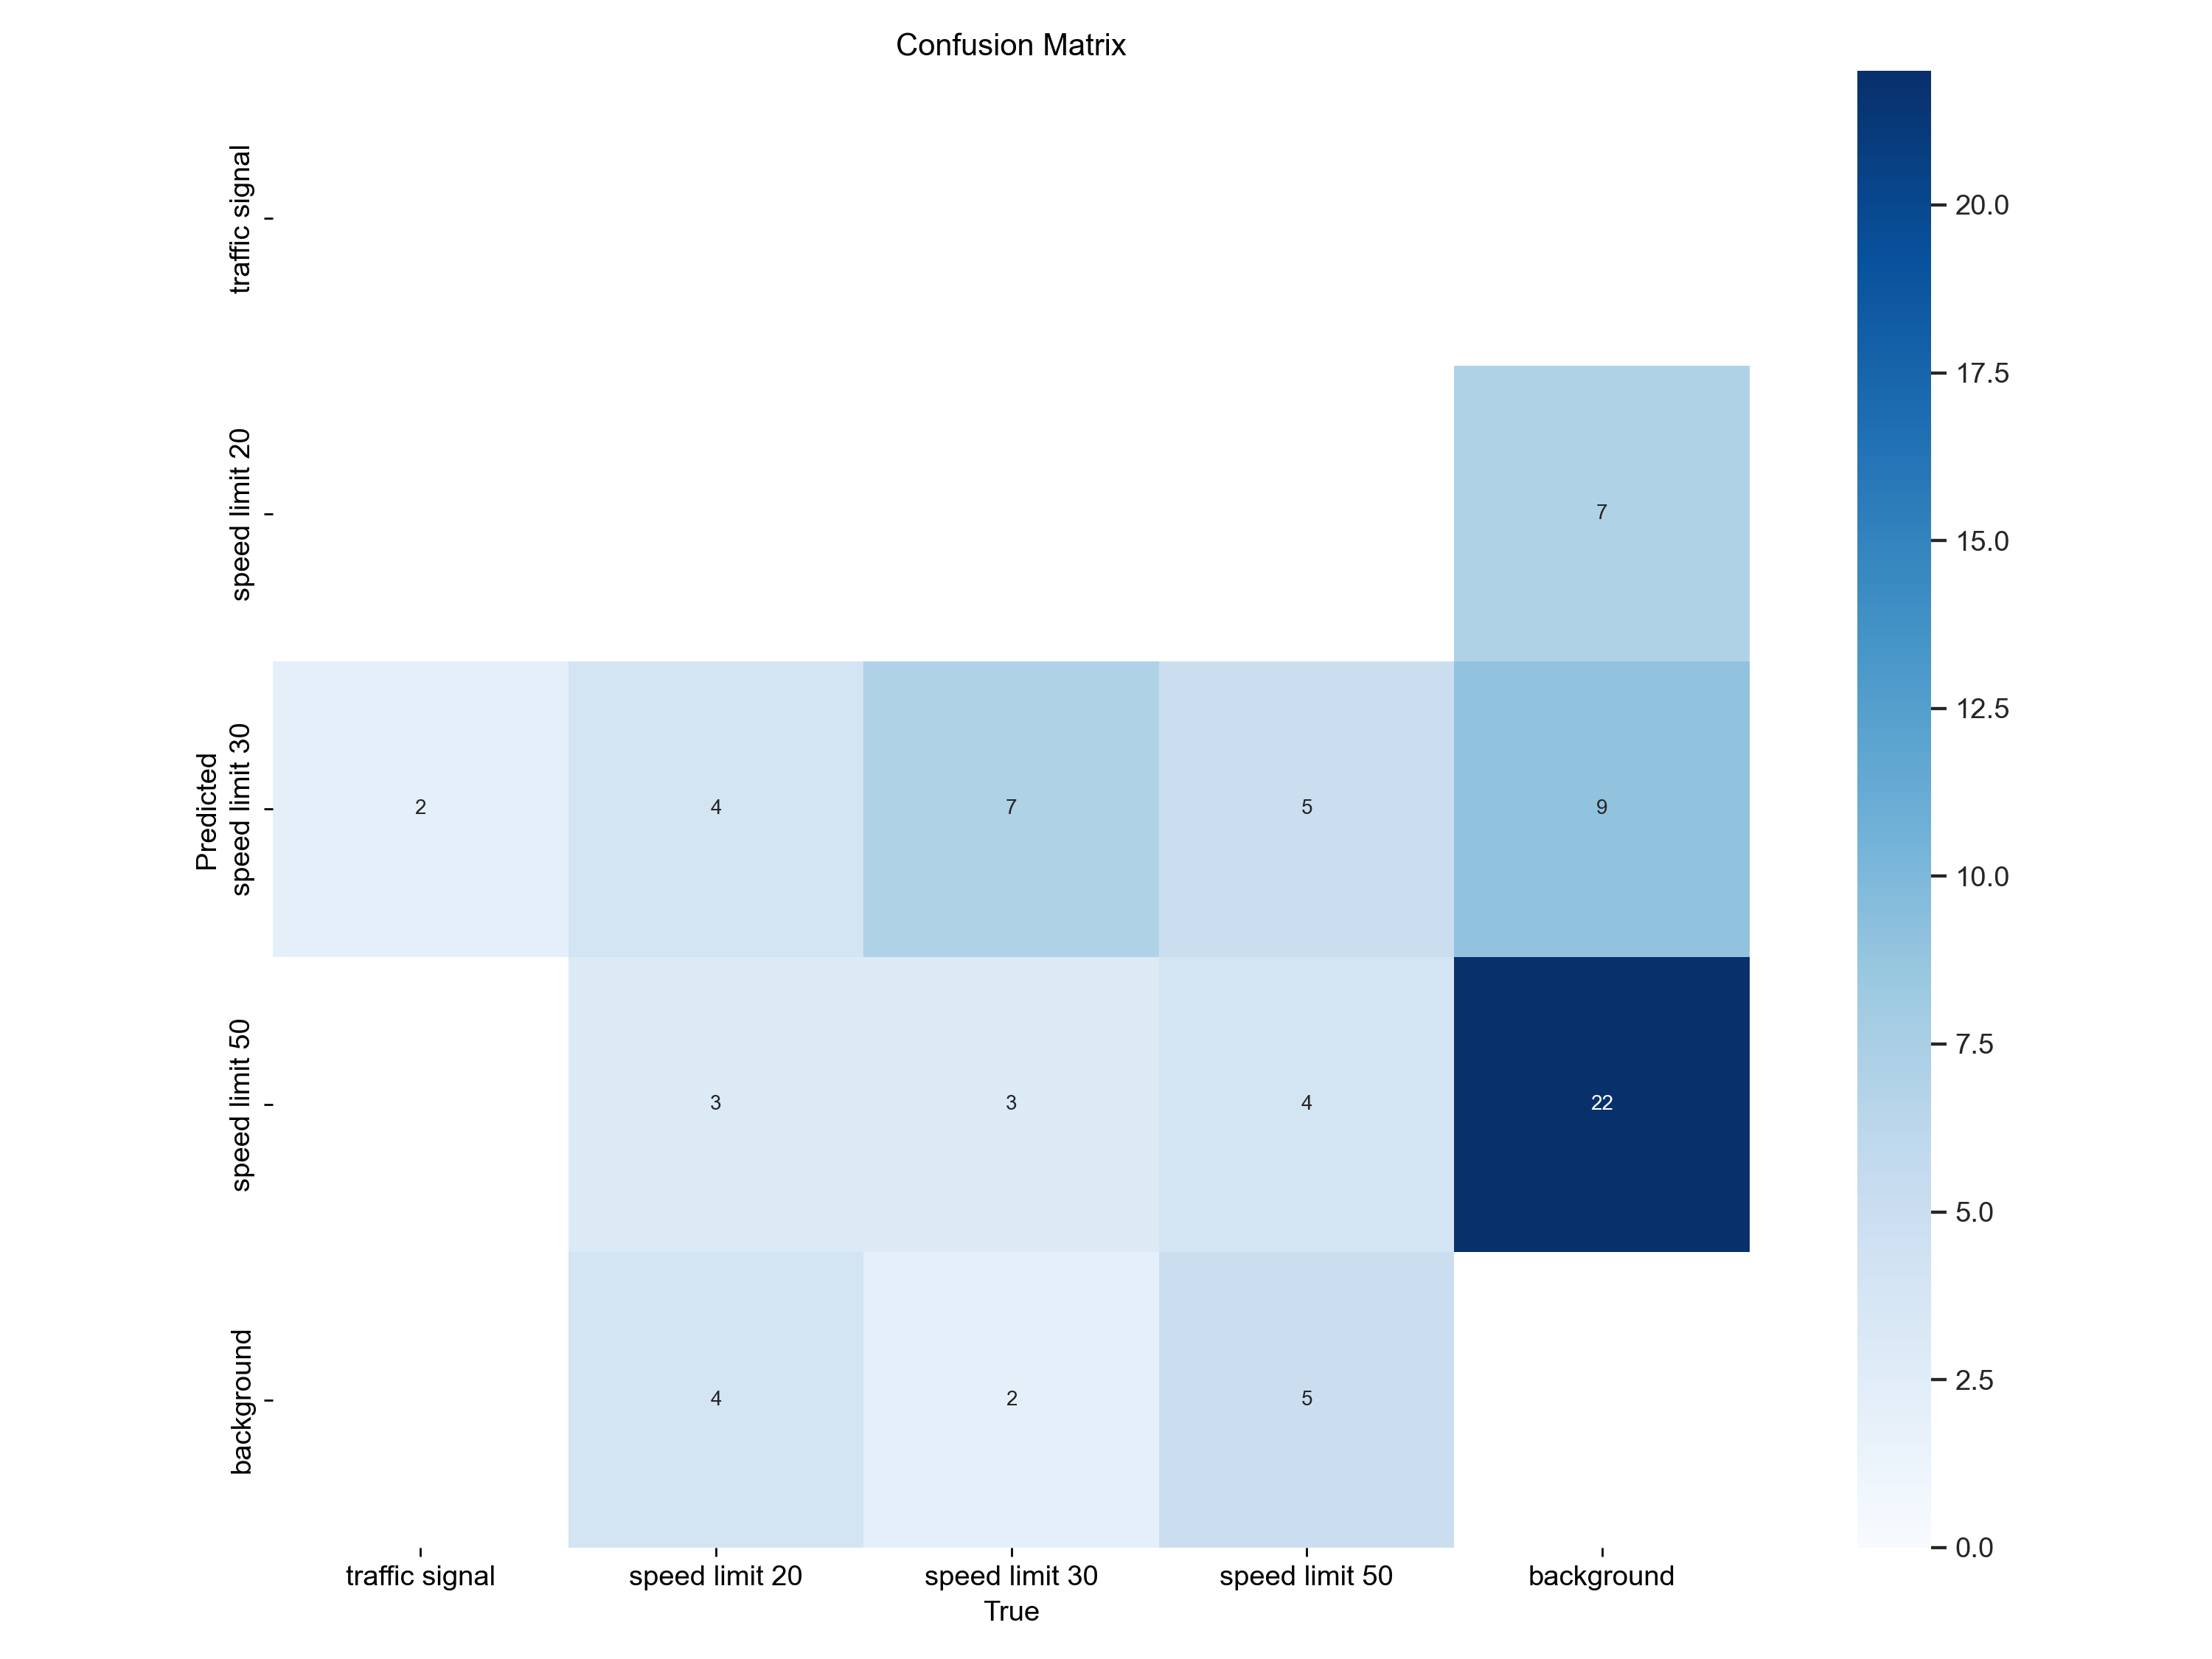 Confusion Matrix
traffic signal
speed limit 20
7
Predicted
speed limit 30
2 4 7 5 9
speed limit 50
3 3 4 22
background
4 2 5
traffic signal speed limit 20 speed limit 30 speed limit 50 background
True
20.0
17.5
15.0
12.5
10.0
7.5
5.0
2.5
0.0